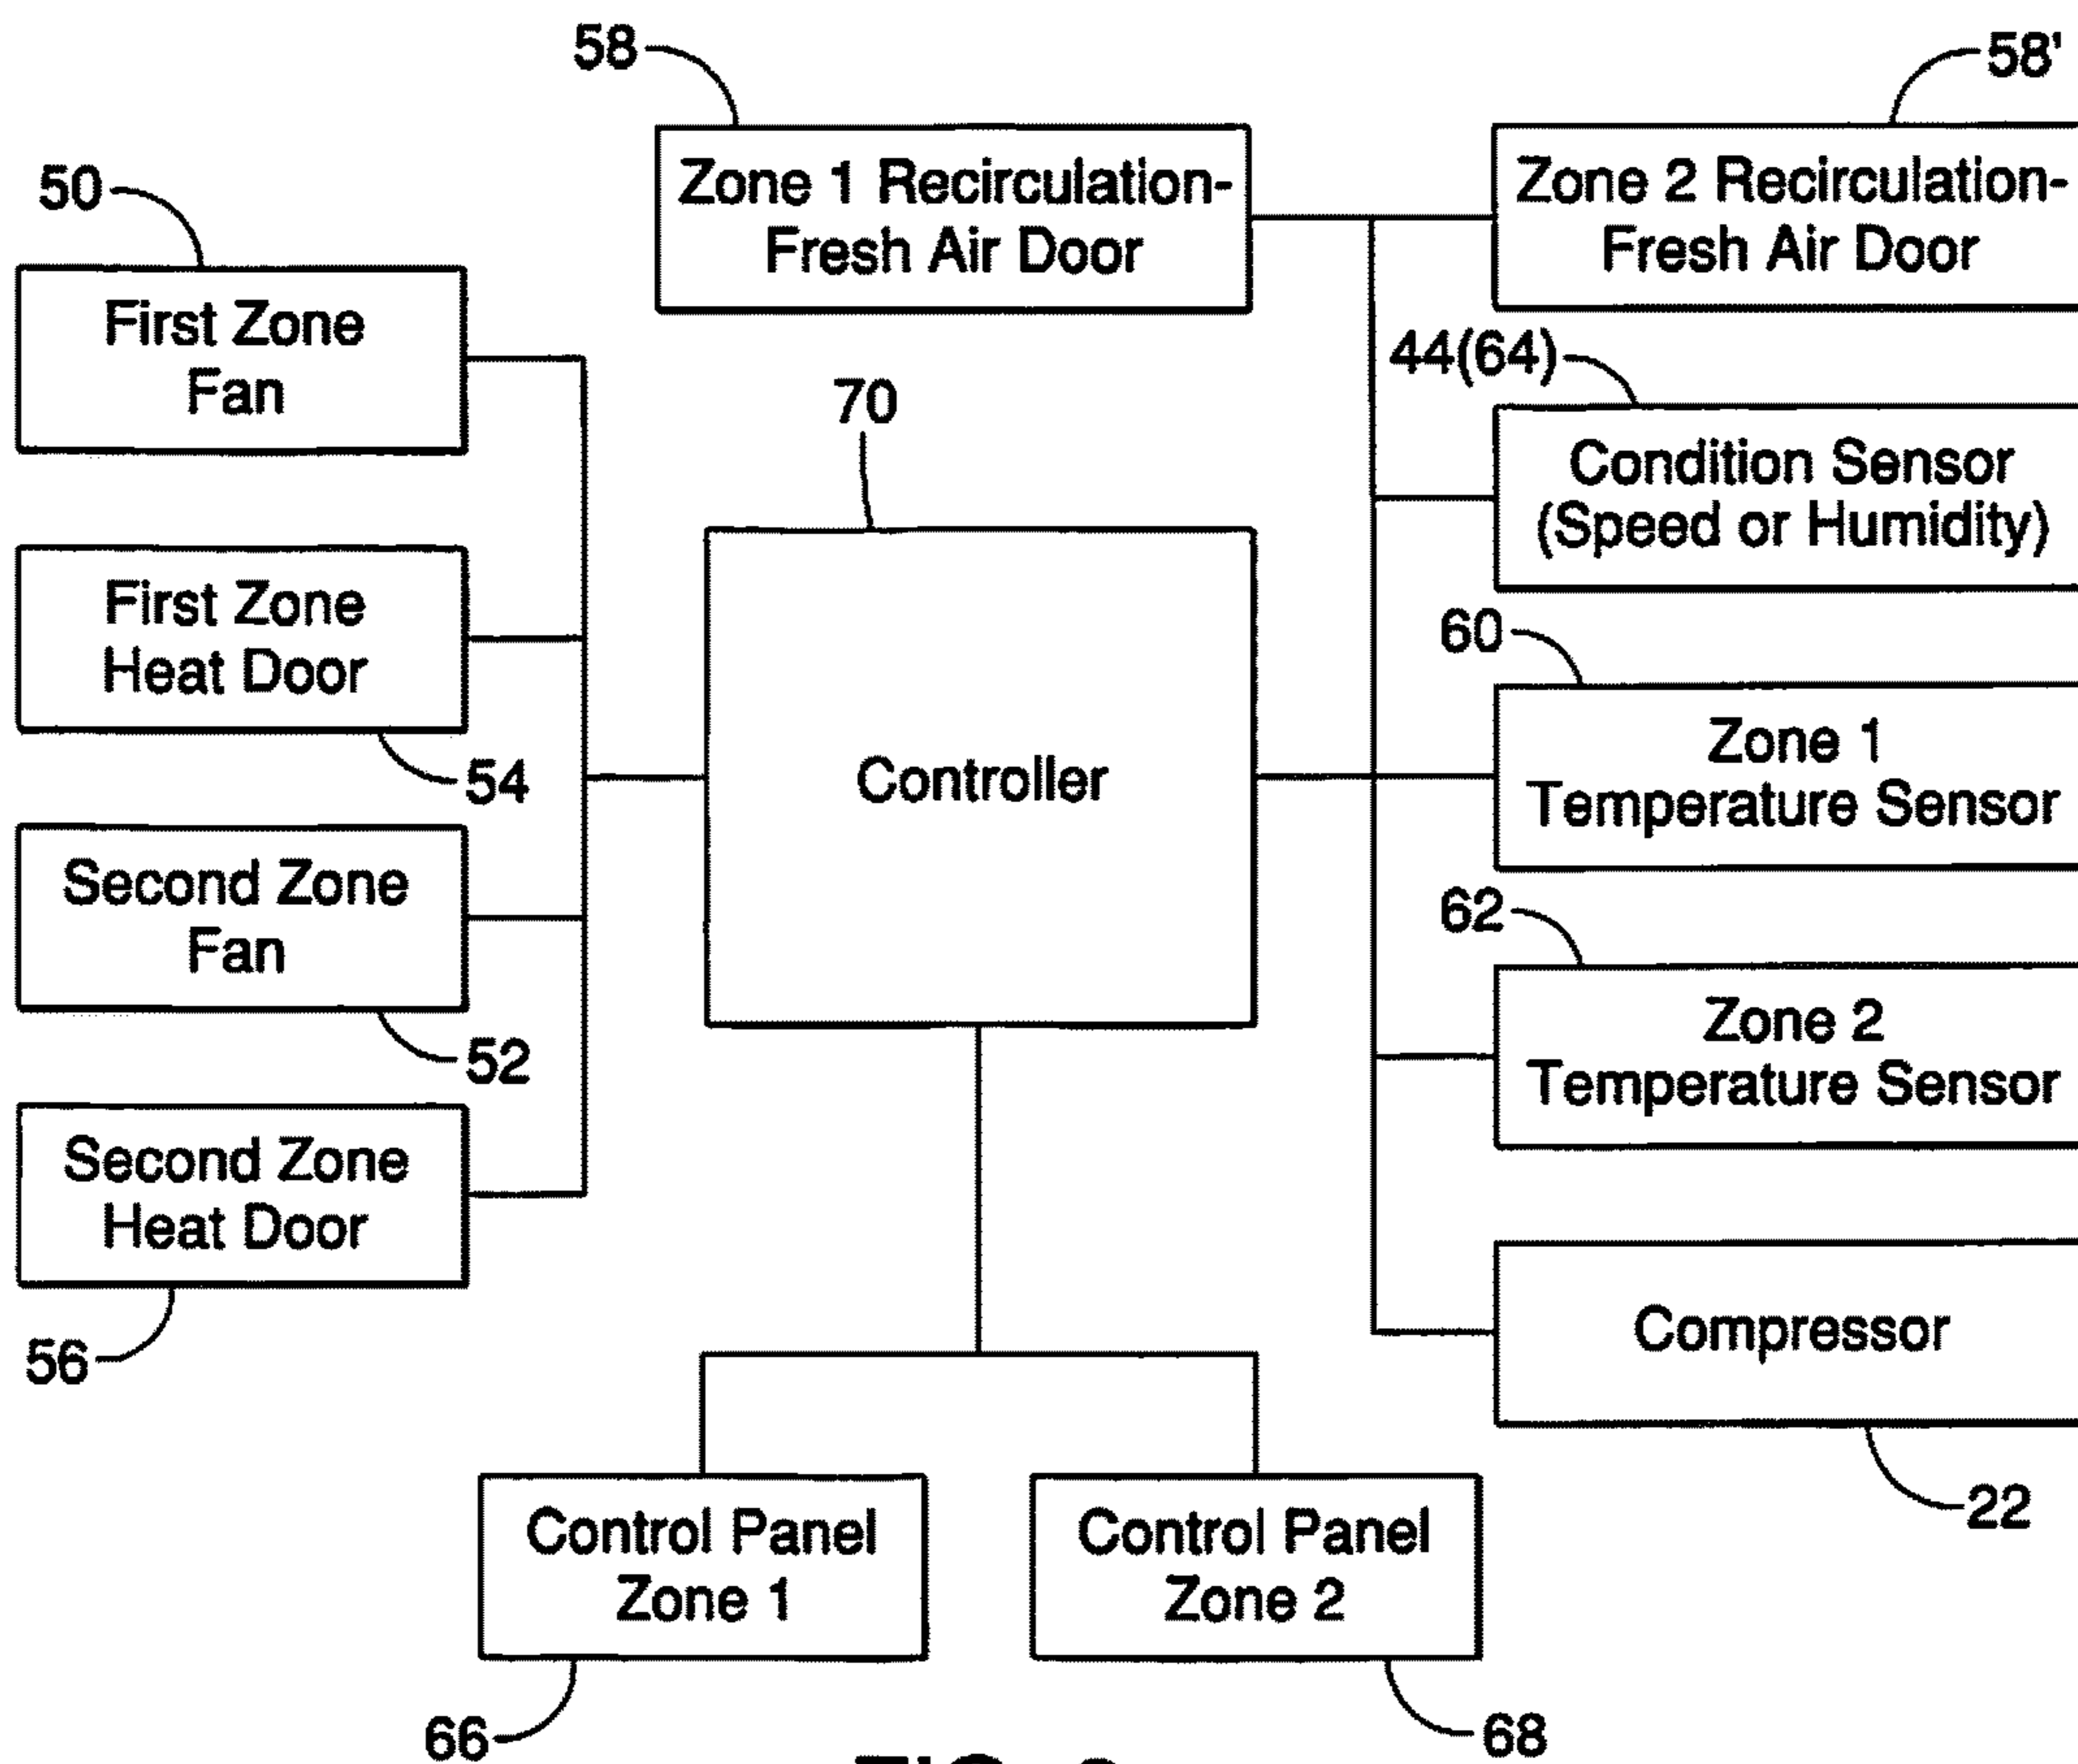 58
58'
50
Zone 1 Recirculation-
Fresh Air Door
Zone 2 Recirculation-
Fresh Air Door
First Zone
Fan
44(64)
70
Condition Sensor
(Speed or Humidity)
First Zone
Heat Door
60
54
Controller
Zone 1
Temperature Sensor
Second Zone
Fan
62
52
Zone 2
Temperature Sensor
Second Zone
Heat Door
56
Compressor
22
Control Panel
Zone 1
Control Panel
Zone 2
66
68